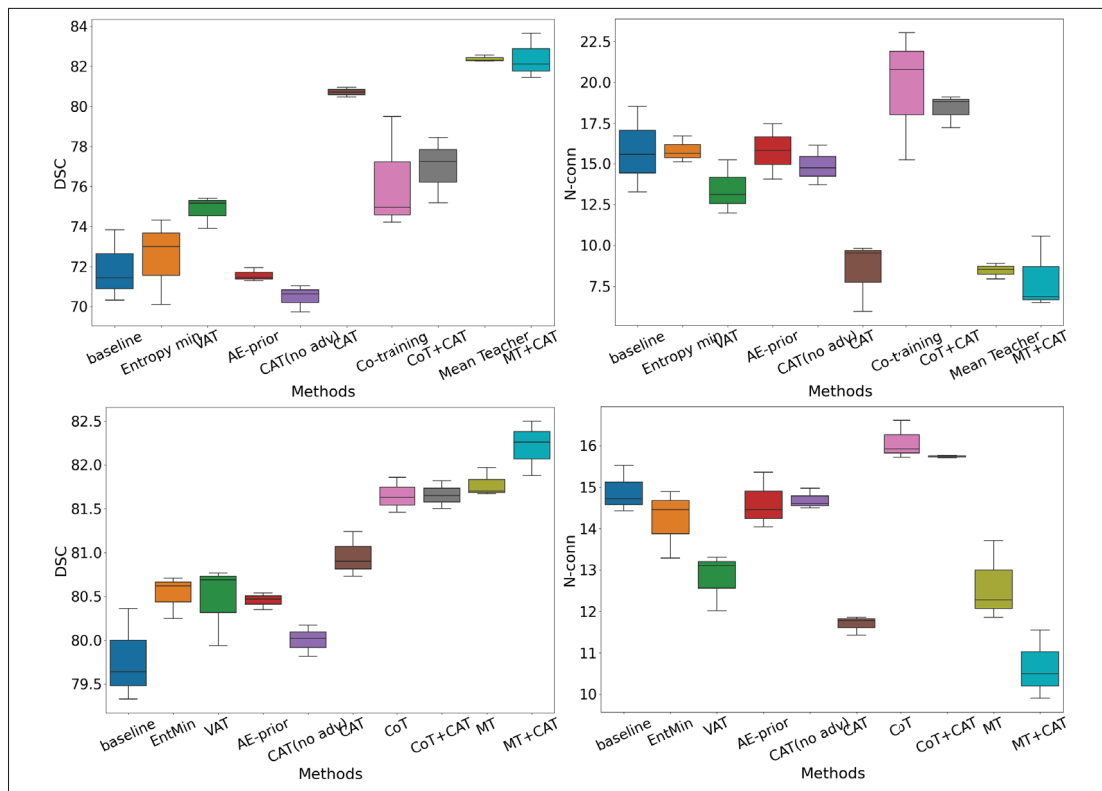 84
82
80
78
76
74
72
70
DSC
baseline
Entropy min
VAT
AE-prior
CAT(no adv)
CAT
Co-training
CoT+CAT
Mean Teacher
MT+CAT
Methods
22.5
20.0
17.5
15.0
12.5
10.0
7.5
N-conn
baseline
Entropy min
VAT
AE-prior
CAT(no adv)
CAT
Co-training
CoT+CAT
Mean Teacher
MT+CAT
Methods
82.5
82.0
81.5
81.0
80.5
80.0
79.5
DSC
baseline
EntMin
VAT
AE-prior
CAT(no adv)
CAT
CoT
CoT+CAT
MT
MT+CAT
Methods
16
15
14
13
12
11
10
N-conn
baseline
EntMin
VAT
AE-prior
CAT(no adv)
CAT
CoT
CoT+CAT
MT
MT+CAT
Methods